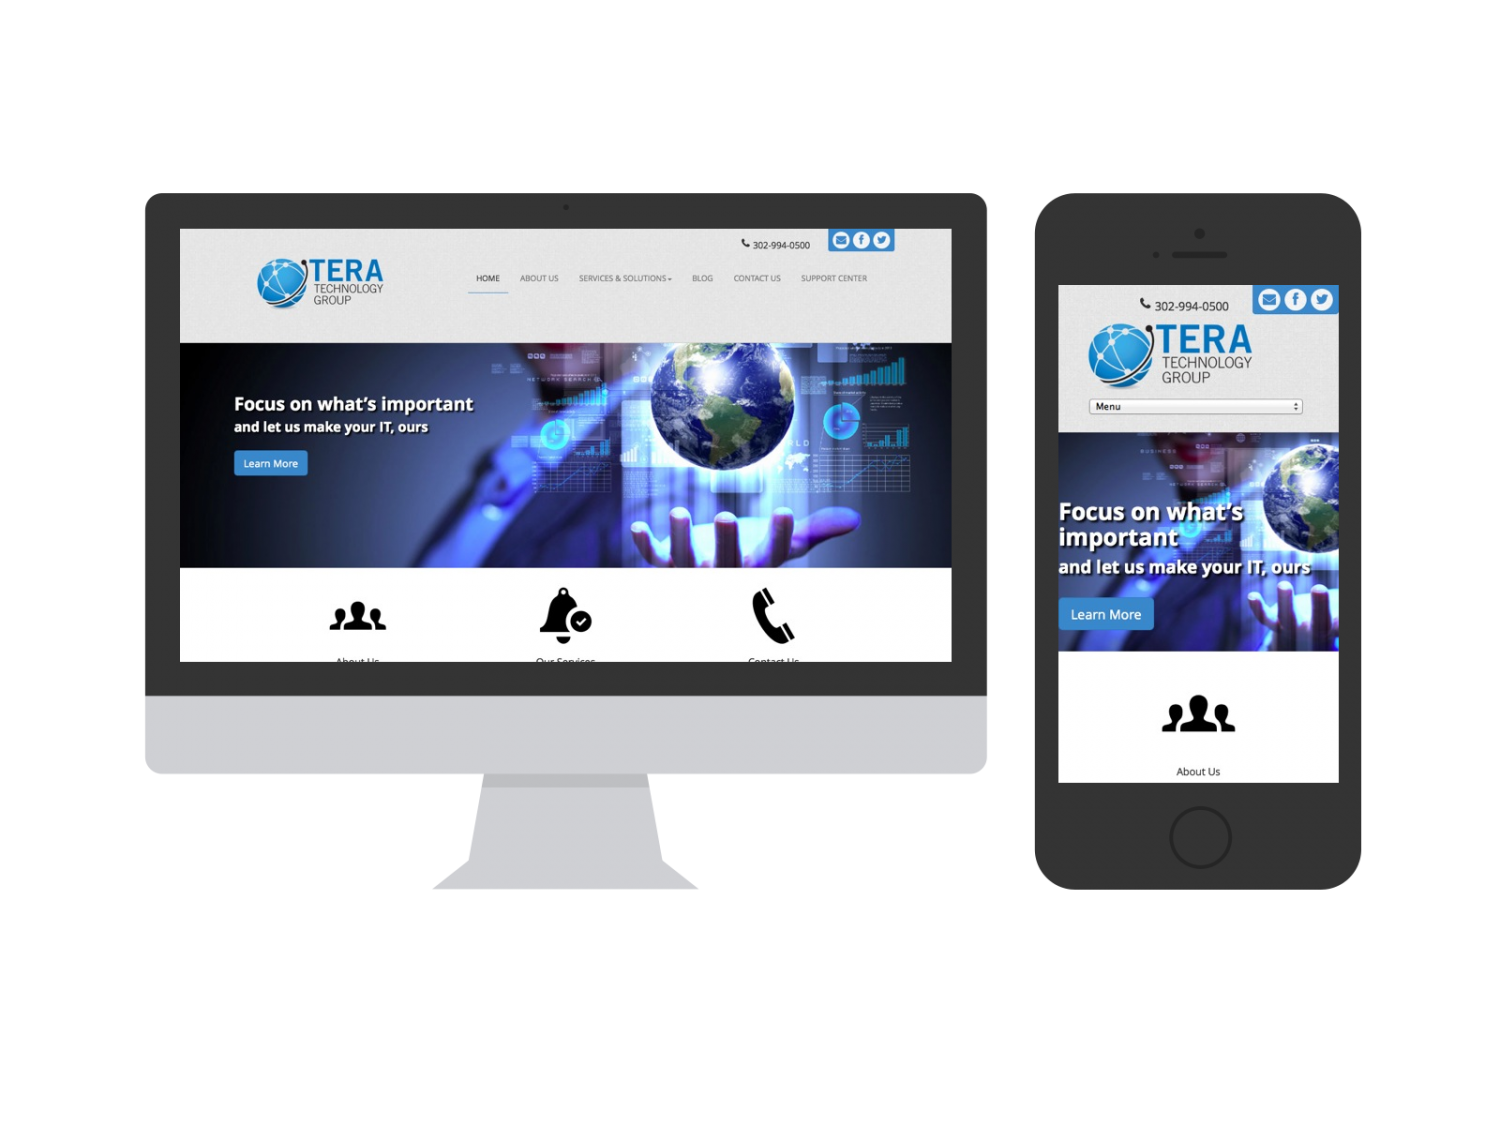 302-994-0500
TERA
TECHNOLOGY
GROUP
HOME ABOUT US SERVICES & SOLUTIONS BLOG CONTACT US SUPPORT CENTER
NETWORK SEARCH
Focus on what's important
and let us make your IT, ours
Learn More
About Us Our Services Contact Us
302-994-0500
TERA
TECHNOLOGY
GROUP
Menu
BUSINESS
Focus on what's
important
and let us make your IT, ours
Learn More
About Us